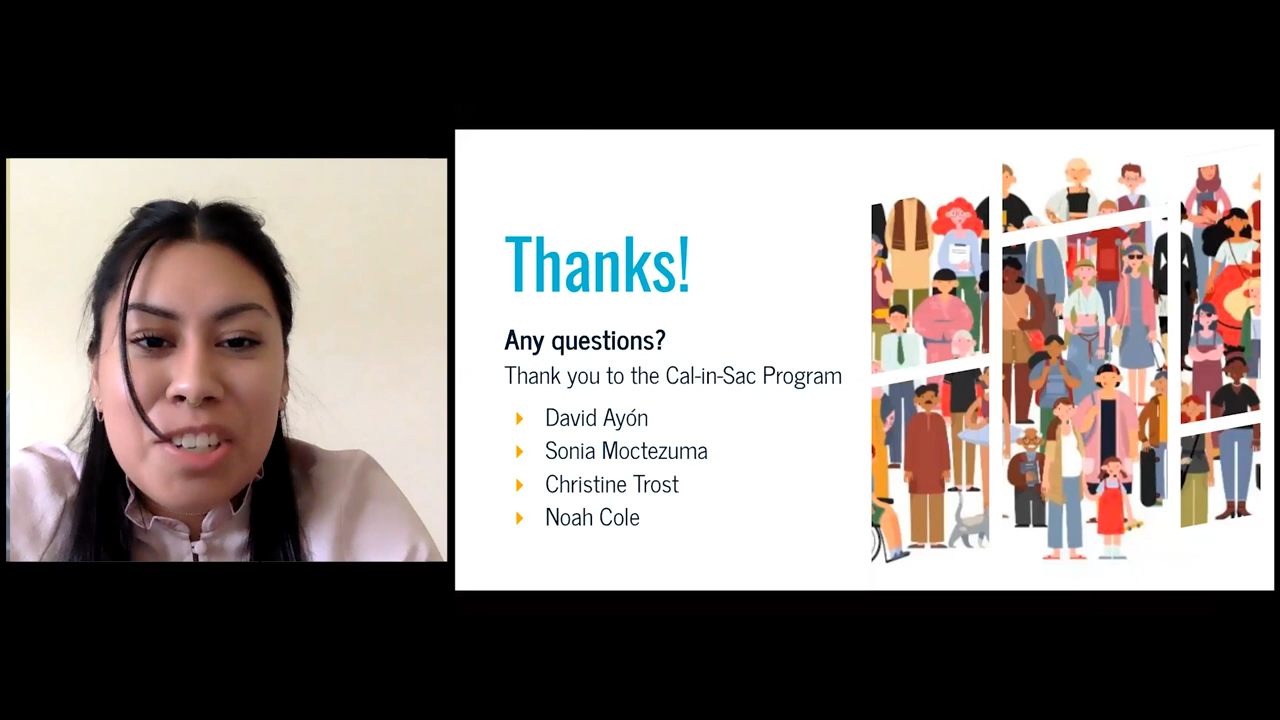 Thanks!
Any questions?
Thank you to the Cal-in-Sac Program
David Ayón
Sonia Moctezuma
Christine Trost
Noah Cole